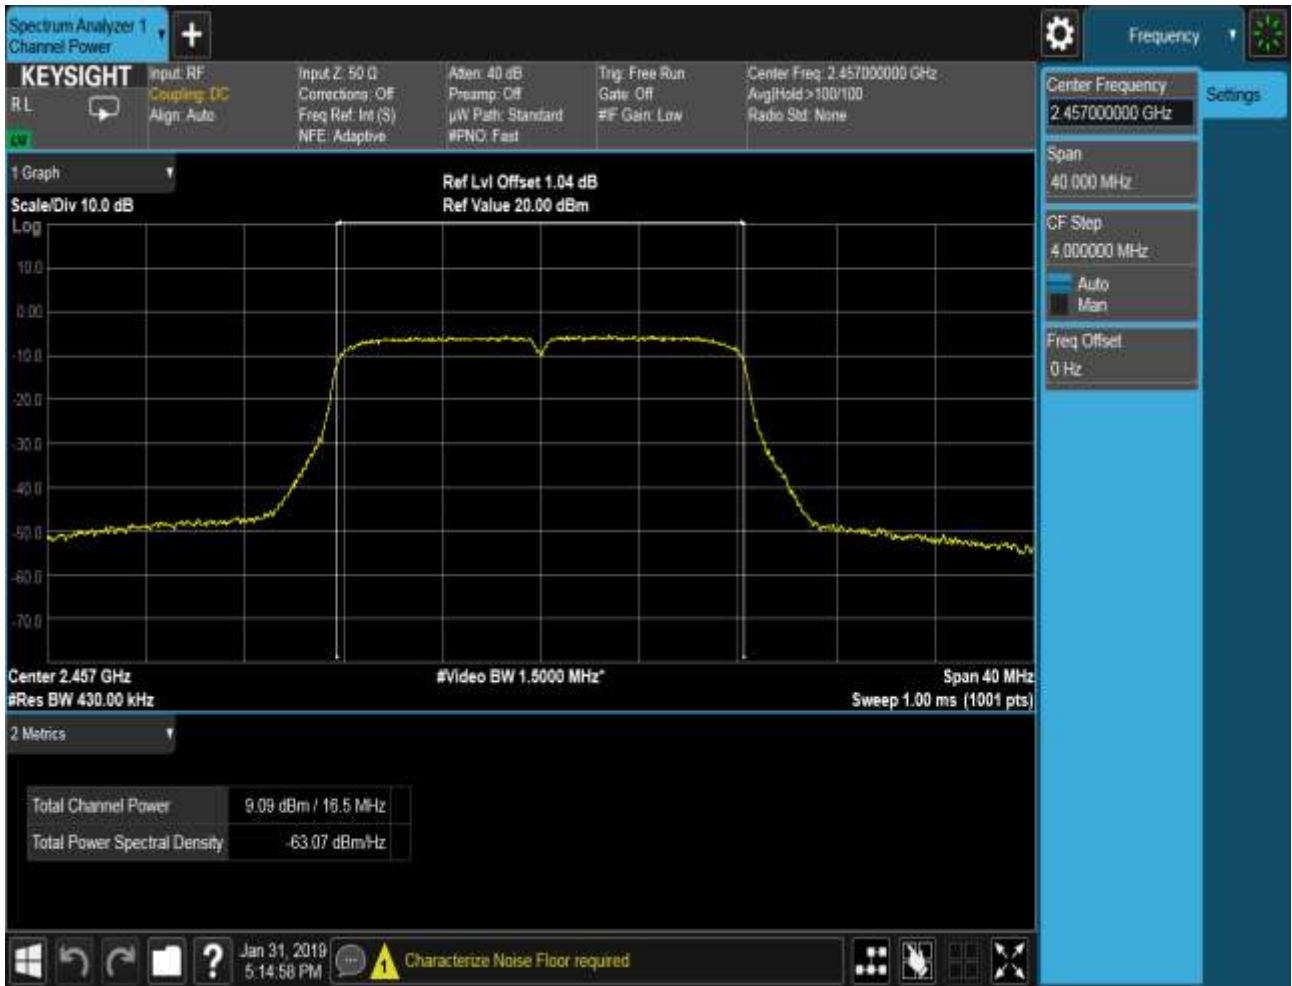 Spectrum Analyzer 1
Channel Power
Frequency
KEYSIGHT
RL
Input: RF
Coupling: DC
Align: Auto
Input Z: 50 Ω
Corrections: Off
Freq Ref: Int (S)
NFE: Adaptive
Atten: 40 dB
Preamp: Off
µW Path: Standard
#PNO: Fast
Trig: Free Run
Gate: Off
#IF Gain: Low
Center Freq: 2.457000000 GHz
Avg|Hold:>100/100
Radio Std: None
Center Frequency
2.457000000 GHz
Settings
Span
40.000 MHz
CF Step
4.000000 MHz
Auto
Man
Freq Offset
0 Hz
1 Graph
Scale/Div 10.0 dB
Ref Lvl Offset 1.04 dB
Ref Value 20.00 dBm
Log
10.0
0.00
-10.0
-20.0
-30.0
-40.0
-50.0
-60.0
-70.0
Center 2.457 GHz
#Video BW 1.5000 MHz*
Span 40 MHz
#Res BW 430.00 kHz
Sweep 1.00 ms (1001 pts)
2 Metrics
Total Channel Power 9.09 dBm / 16.5 MHz
Total Power Spectral Density -63.07 dBm/Hz
?
Jan 31, 2019
5:14:58 PM
1
Characterize Noise Floor required